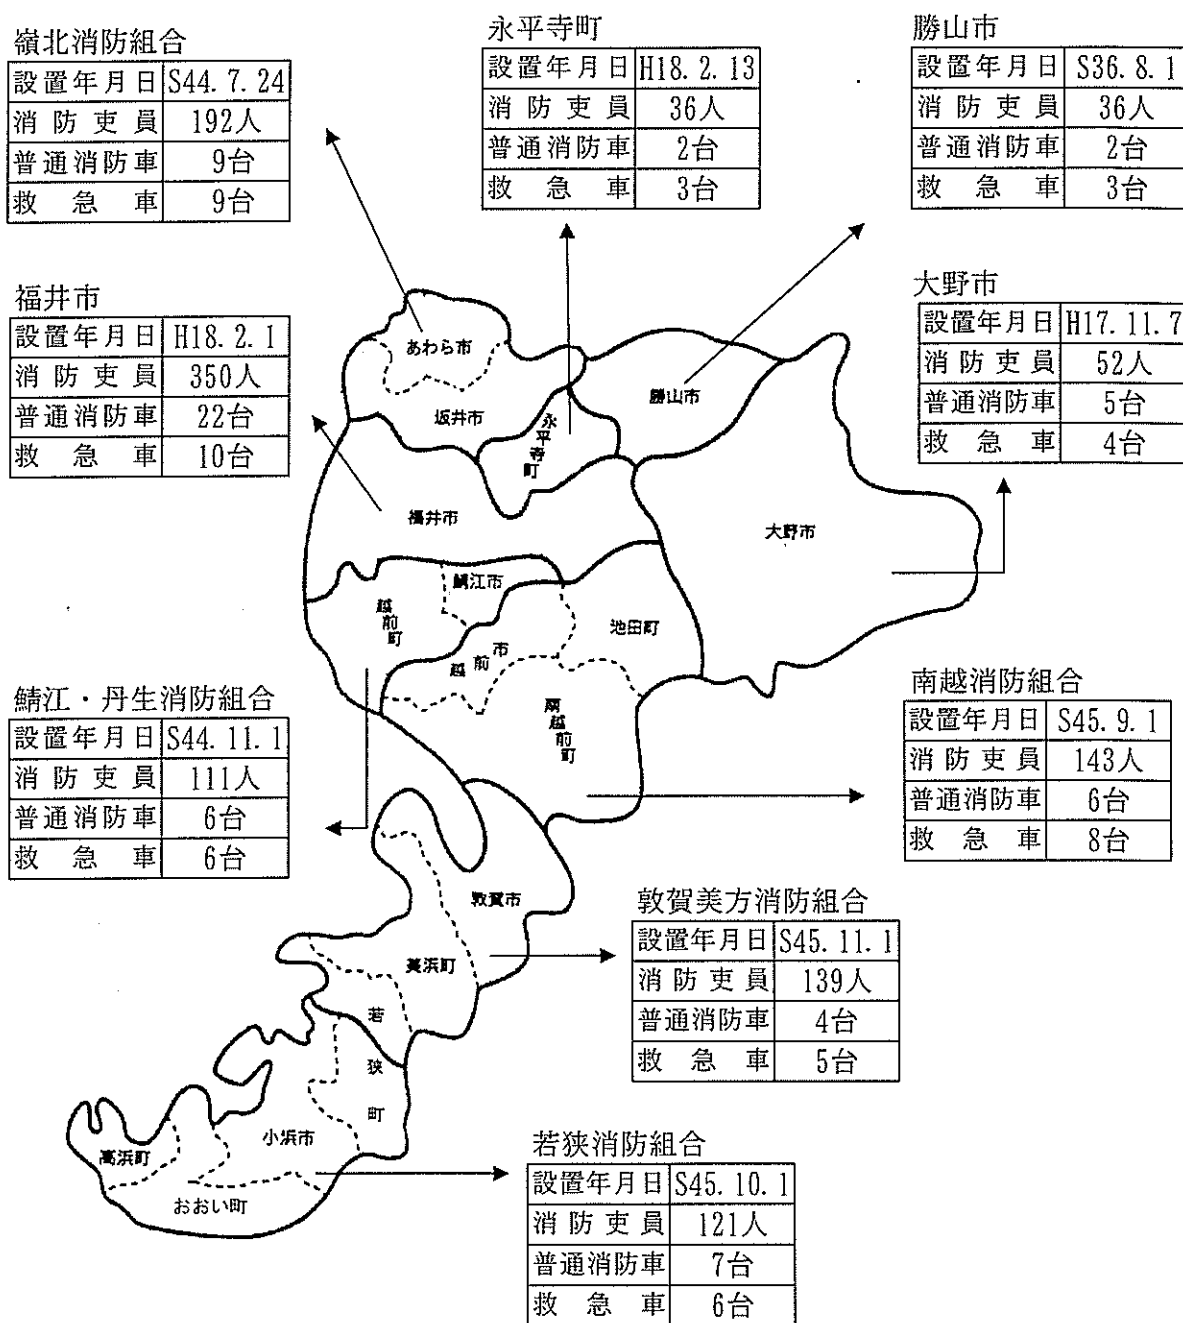 嶺北消防組合
設置年月日 S44.7.24
消防吏員 192人
普通消防車 9台
救急車 9台
永平寺町
設置年月日 H18.2.13
消防吏員 36人
普通消防車 2台
救急車 3台
勝山市
設置年月日 S36.8.1
消防吏員 36人
普通消防車 2台
救急車 3台
福井市
設置年月日 H18.2.1
消防吏員 350人
普通消防車 22台
救急車 10台
大野市
設置年月日 H17.11.7
消防吏員 52人
普通消防車 5台
救急車 4台
あわら市
坂井市
永平寺町
勝山市
福井市
大野市
鯖江市
越前町
越前市
池田町
南越前町
鯖江・丹生消防組合
設置年月日 S44.11.1
消防吏員 111人
普通消防車 6台
救急車 6台
南越消防組合
設置年月日 S45.9.1
消防吏員 143人
普通消防車 6台
救急車 8台
敦賀市
美浜町
若狭町
小浜市
高浜町
おおい町
敦賀美方消防組合
設置年月日 S45.11.1
消防吏員 139人
普通消防車 4台
救急車 5台
若狭消防組合
設置年月日 S45.10.1
消防吏員 121人
普通消防車 7台
救急車 6台